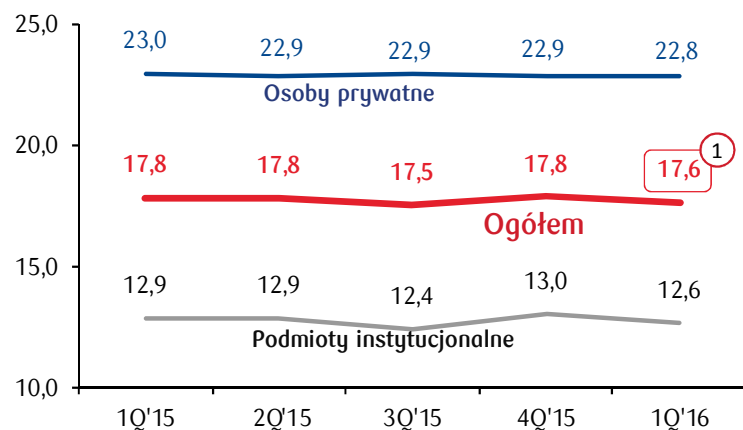 25,0
23,0 22,9 22,9 22,9 22,8
Osoby prywatne
20,0
1
17,8 17,8 17,5 17,8 17,6
Ogółem
15,0
12,9 12,9 12,4 13,0 12,6
Podmioty instytucjonalne
10,0
1Q'15 2Q'15 3Q'15 4Q'15 1Q'16